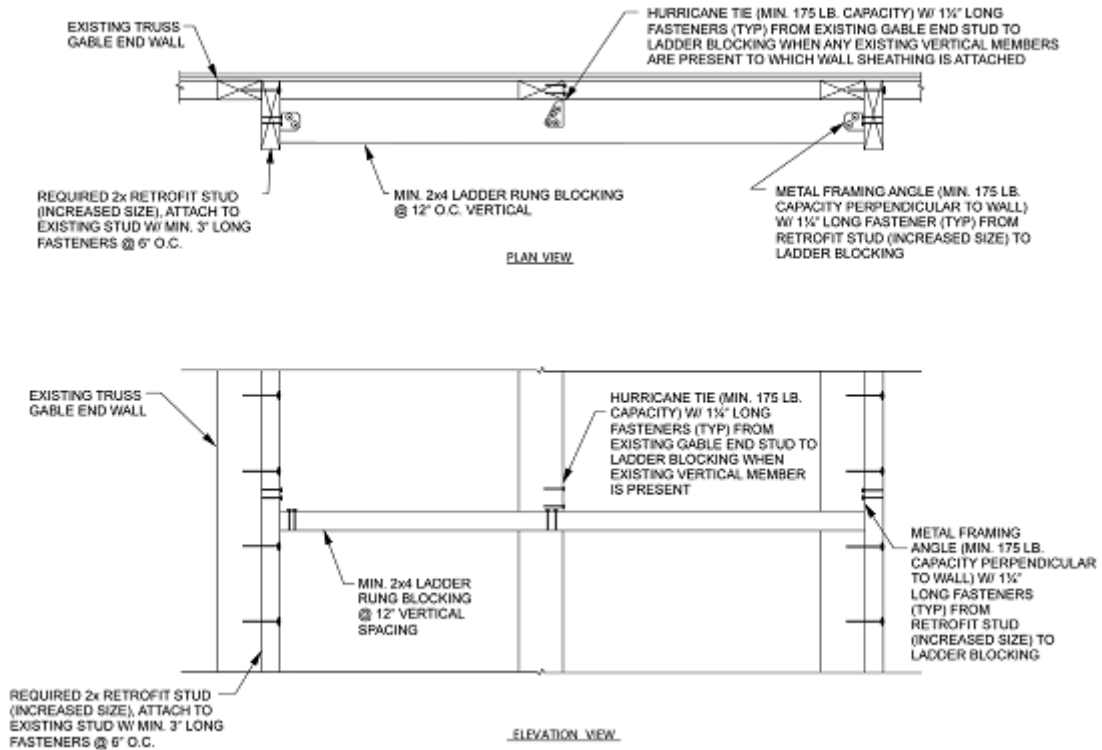 EXISTING TRUSS
GABLE END WALL
HURRICANE TIE (MIN. 175 LB. CAPACITY) W/ 1¼" LONG
FASTENERS (TYP) FROM EXISTING GABLE END STUD TO
LADDER BLOCKING WHEN ANY EXISTING VERTICAL MEMBERS
ARE PRESENT TO WHICH WALL SHEATHING IS ATTACHED
REQUIRED 2x RETROFIT STUD
(INCREASED SIZE), ATTACH TO
EXISTING STUD W/ MIN. 3" LONG
FASTENERS @ 6" O.C.
MIN. 2x4 LADDER RUNG BLOCKING
@ 12" O.C. VERTICAL
METAL FRAMING ANGLE (MIN. 175 LB.
CAPACITY PERPENDICULAR TO WALL)
W/ 1¼" LONG FASTENER (TYP) FROM
RETROFIT STUD (INCREASED SIZE) TO
LADDER BLOCKING
PLAN VIEW
EXISTING TRUSS
GABLE END WALL
HURRICANE TIE (MIN. 175 LB.
CAPACITY) W/ 1¼" LONG
FASTENERS (TYP) FROM
EXISTING GABLE END STUD TO
LADDER BLOCKING WHEN
EXISTING VERTICAL MEMBER
IS PRESENT
MIN. 2x4 LADDER
RUNG BLOCKING
@ 12" VERTICAL
SPACING
METAL FRAMING
ANGLE (MIN. 175 LB.
CAPACITY PERPENDICULAR
TO WALL) W/ 1¼"
LONG FASTENERS
(TYP) FROM
RETROFIT STUD
(INCREASED SIZE) TO
LADDER BLOCKING
REQUIRED 2x RETROFIT STUD
(INCREASED SIZE), ATTACH TO
EXISTING STUD W/ MIN. 3" LONG
FASTENERS @ 6" O.C.
ELEVATION VIEW